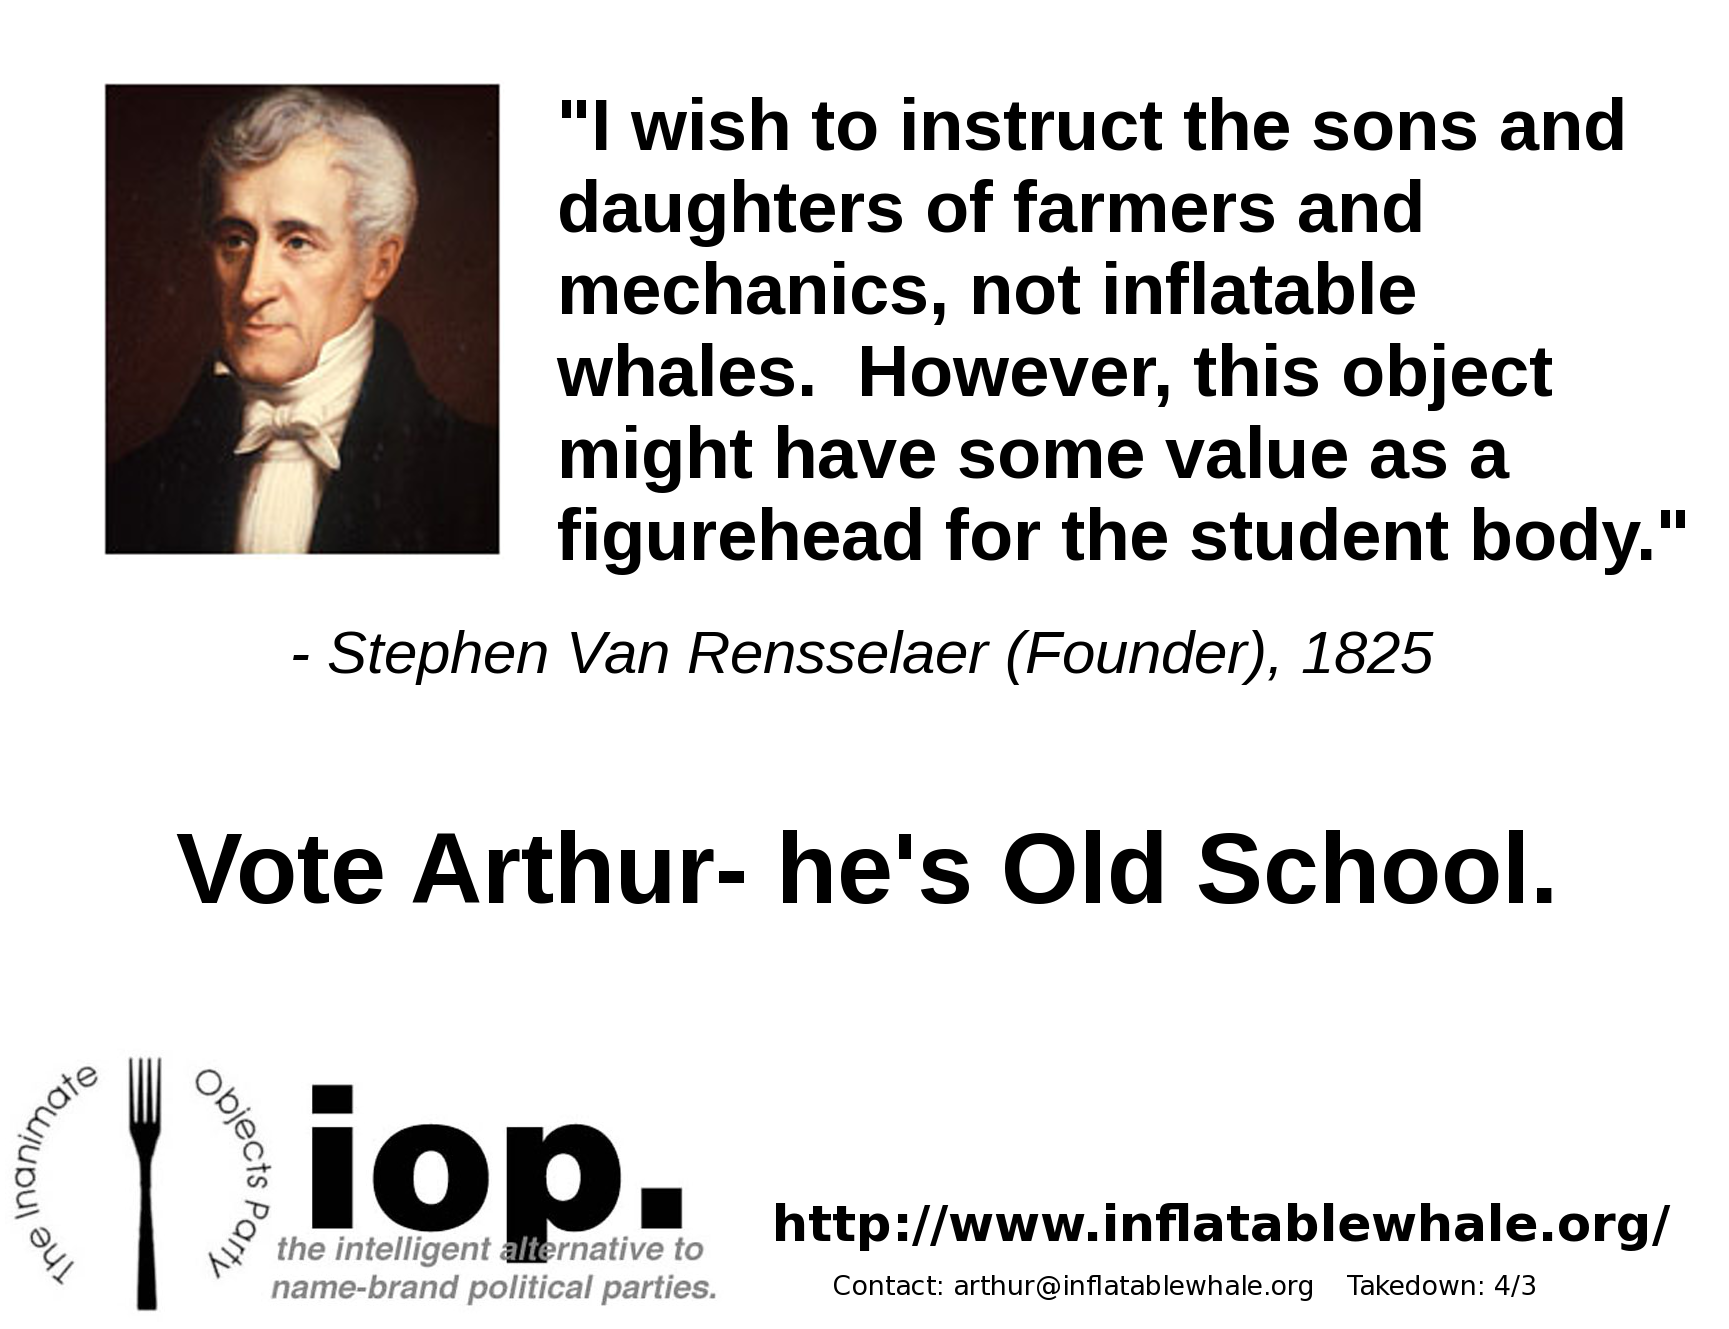 "I wish to instruct the sons and
daughters of farmers and
mechanics, not inflatable
whales.  However, this object
might have some value as a
figurehead for the student body."
- Stephen Van Rensselaer (Founder), 1825
Vote Arthur- he's Old School.
The Inanimate
Objects Party
iop.
the intelligent alternative to
name-brand political parties.
http://www.inflatablewhale.org/
Contact: arthur@inflatablewhale.org    Takedown: 4/3